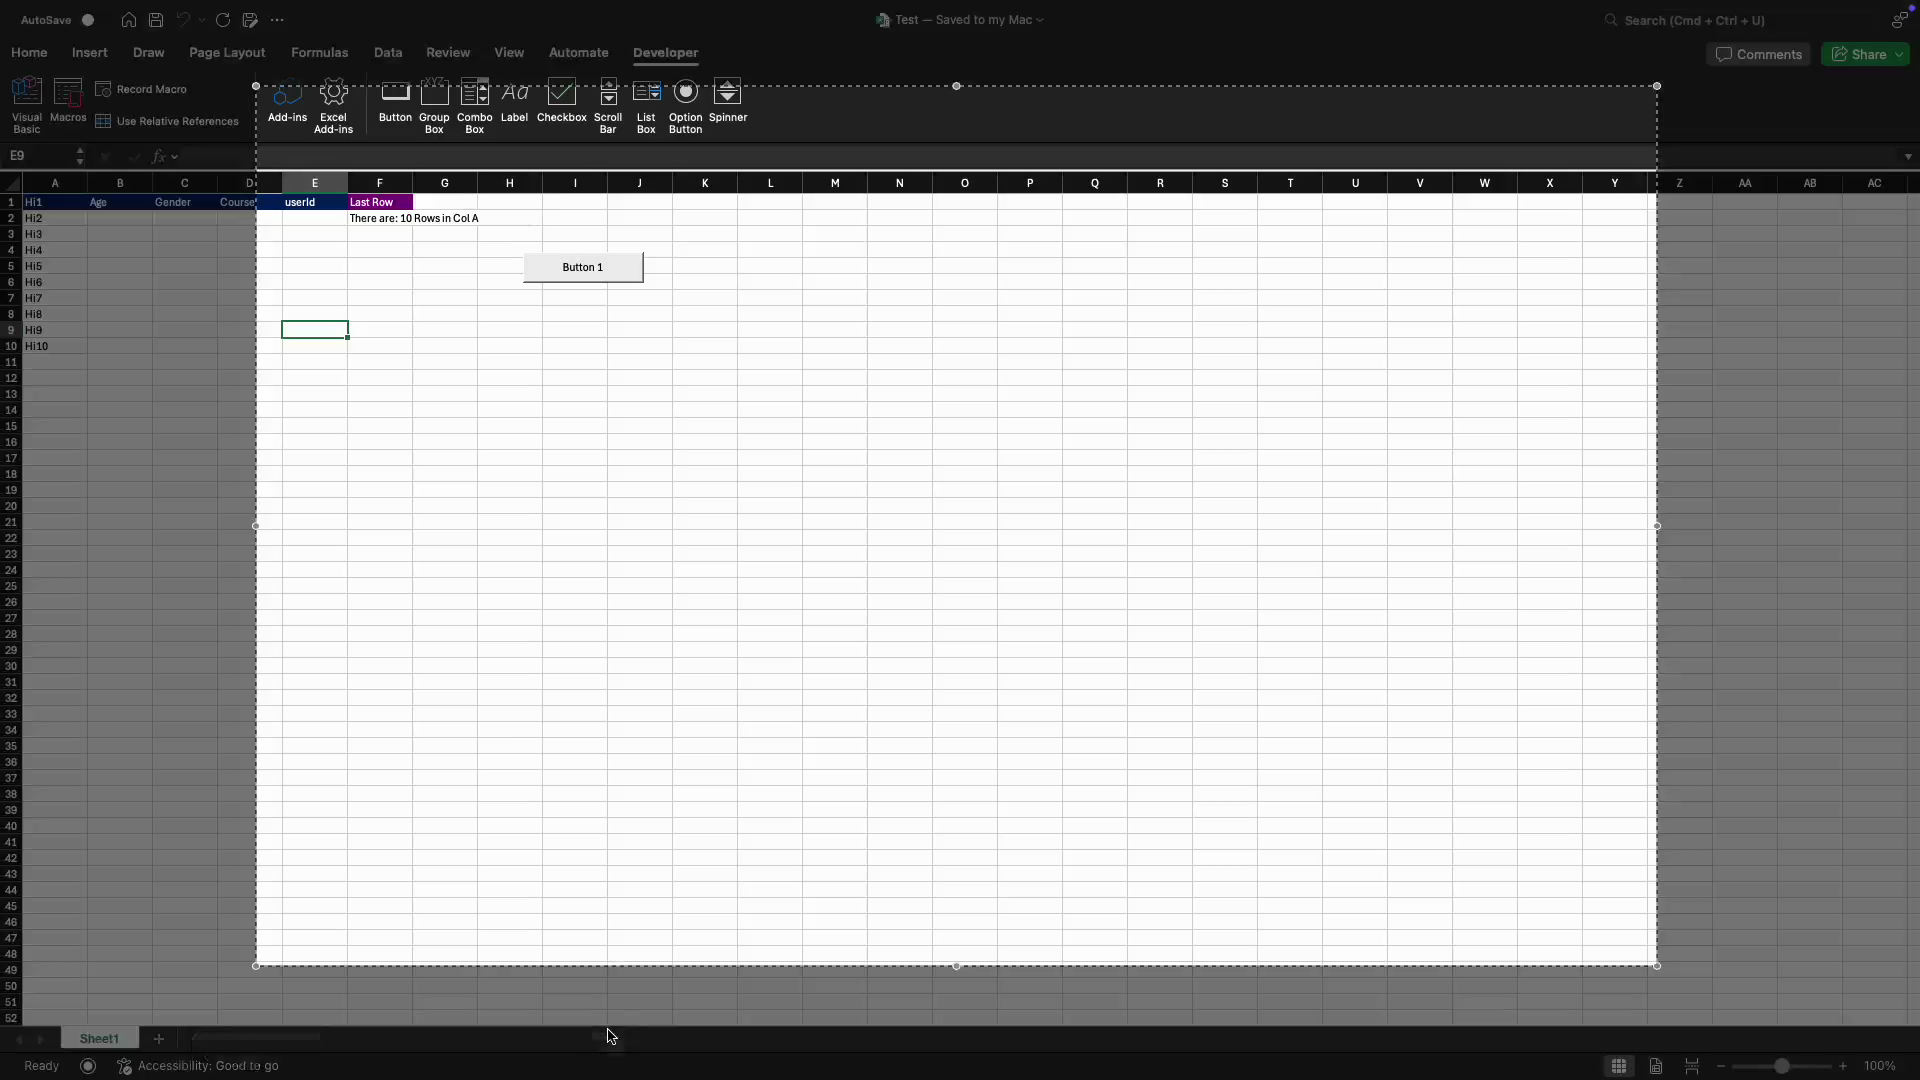 AutoSave
Test — Saved to my Mac
Search (Cmd + Ctrl + U)
Home Insert Draw Page Layout Formulas Data Review View Automate Developer
Comments Share
Visual Basic
Macros
Record Macro
Use Relative References
Add-ins
Excel Add-ins
Button
Group Box
Combo Box
Label
Checkbox
Scroll Bar
List Box
Option Button
Spinner
E9 fx
A B C D E F G H I J K L M N O P Q R S T U V W X Y Z AA AB AC
1 Hi1 Age Gender Course userId Last Row
2 Hi2 There are: 10 Rows in Col A
3 Hi3
4 Hi4
5 Hi5 Button 1
6 Hi6
7 Hi7
8 Hi8
9 Hi9
10 Hi10
11
12
13
14
15
16
17
18
19
20
21
22
23
24
25
26
27
28
29
30
31
32
33
34
35
36
37
38
39
40
41
42
43
44
45
46
47
48
49
50
51
52
Sheet1
Ready Accessibility: Good to go 100%